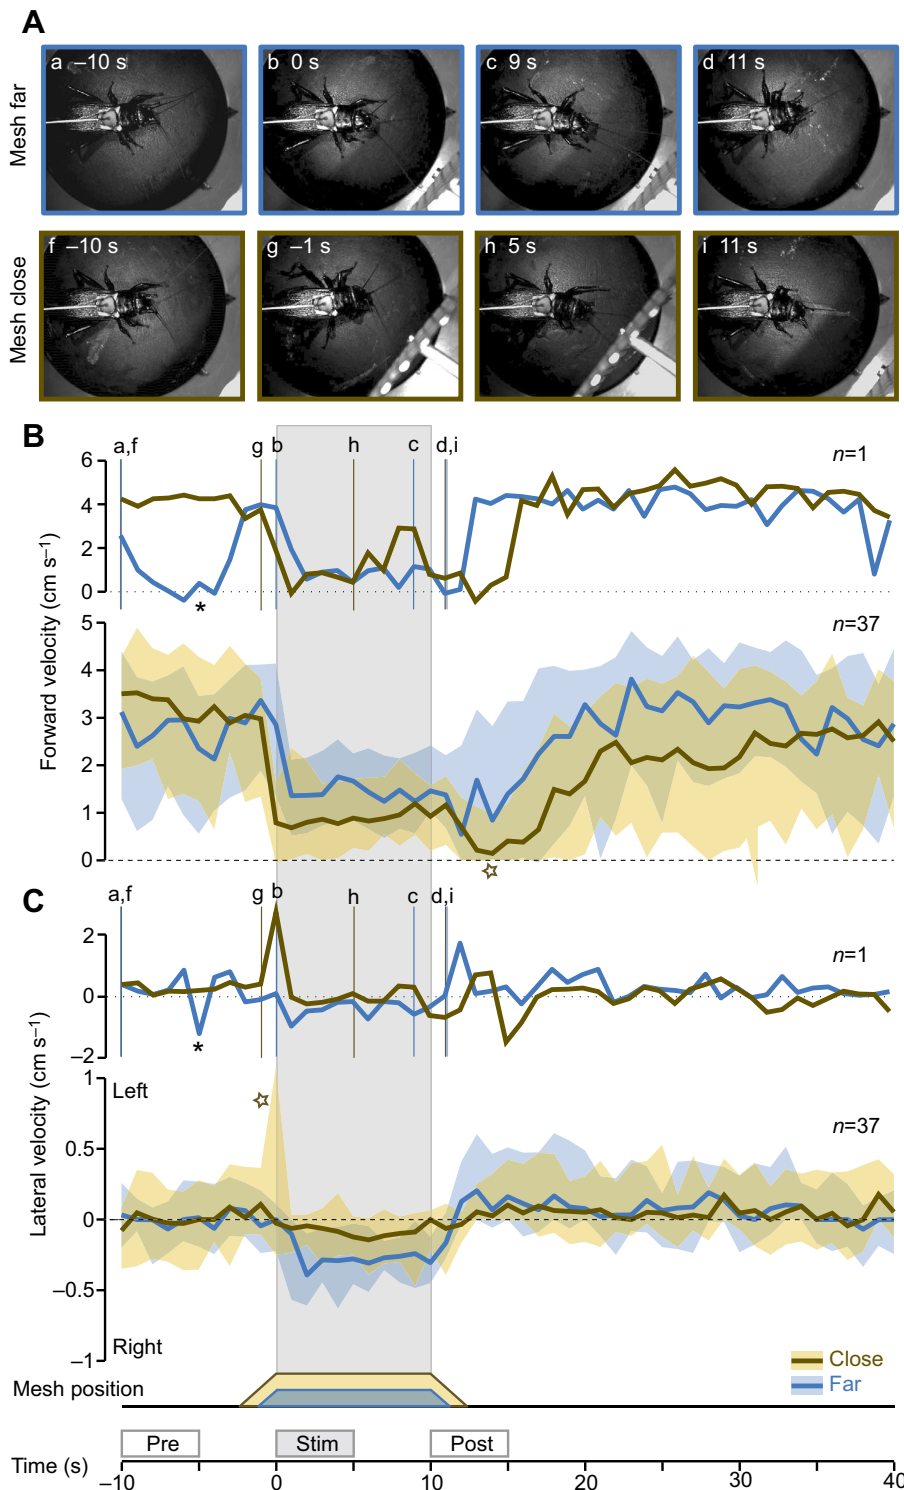 A
Mesh far
a –10 s
b 0 s
c 9 s
d 11 s
Mesh close
f –10 s
g –1 s
h 5 s
i 11 s
B
a,f
g
b
h
c
d,i
n=1
6
4
2
0
*
Forward velocity (cm s–1)
n=37
5
4
3
2
1
0
C
a,f
g
b
h
c
d,i
n=1
2
0
–2
*
Lateral velocity (cm s–1)
Left
n=37
1
0.5
0
–0.5
–1
Right
Close
Far
Mesh position
Pre
Stim
Post
Time (s)
–10
0
10
20
30
40